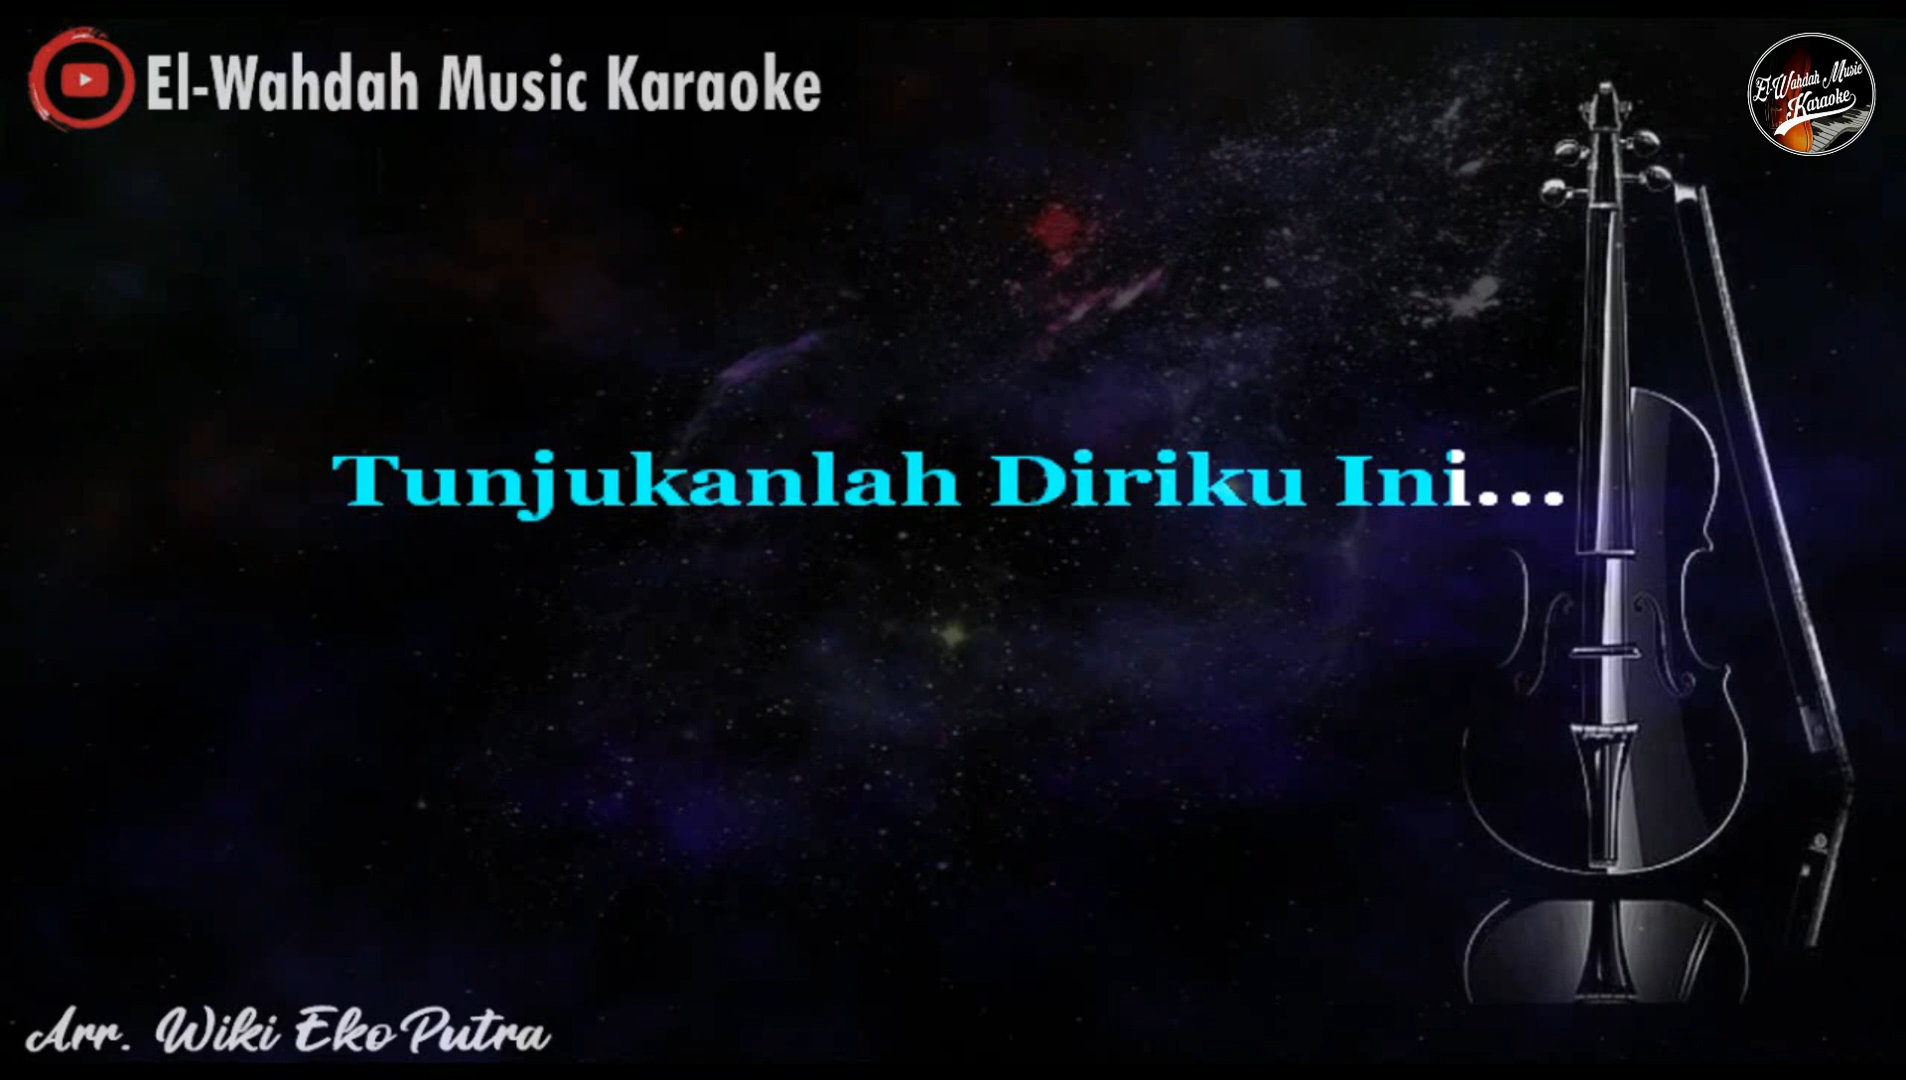 El-Wahdah Music Karaoke
El-Wahdah Music
Karaoke
Tunjukanlah Diriku Ini...
Arr. Wiki Eko Putra